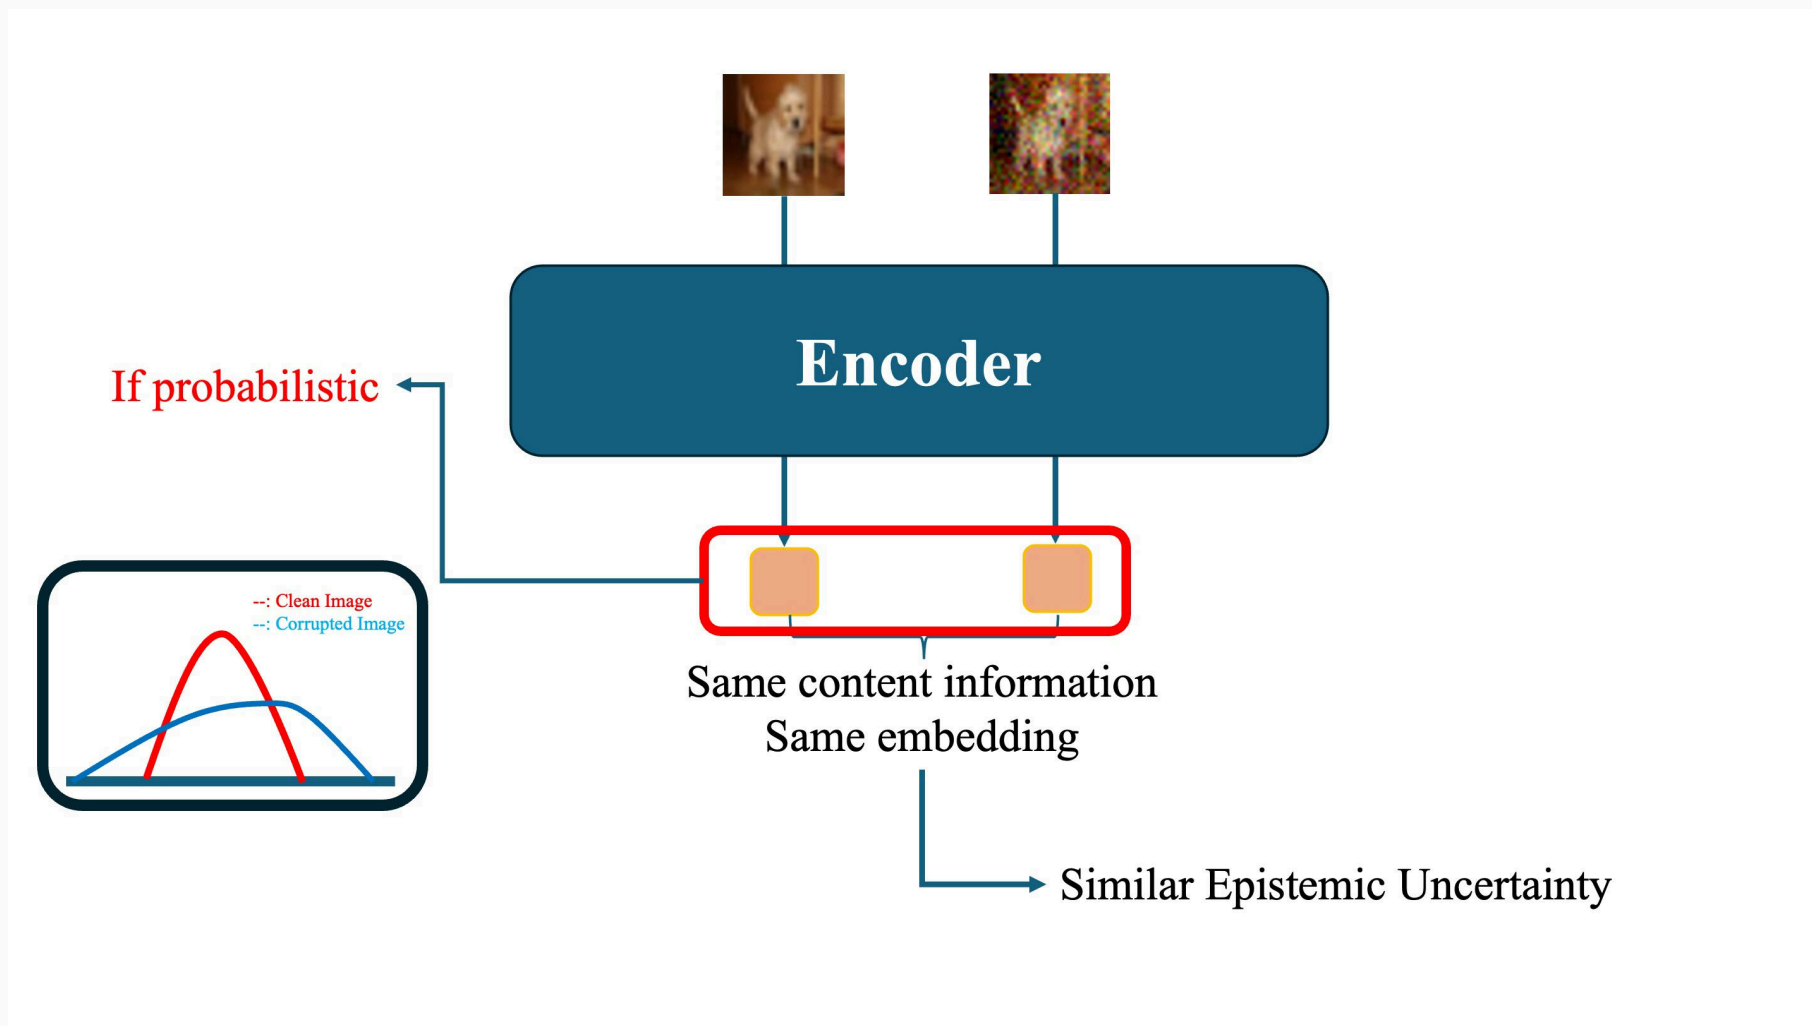 Encoder
If probabilistic
--: Clean Image
--: Corrupted Image
Same content information
Same embedding
Similar Epistemic Uncertainty